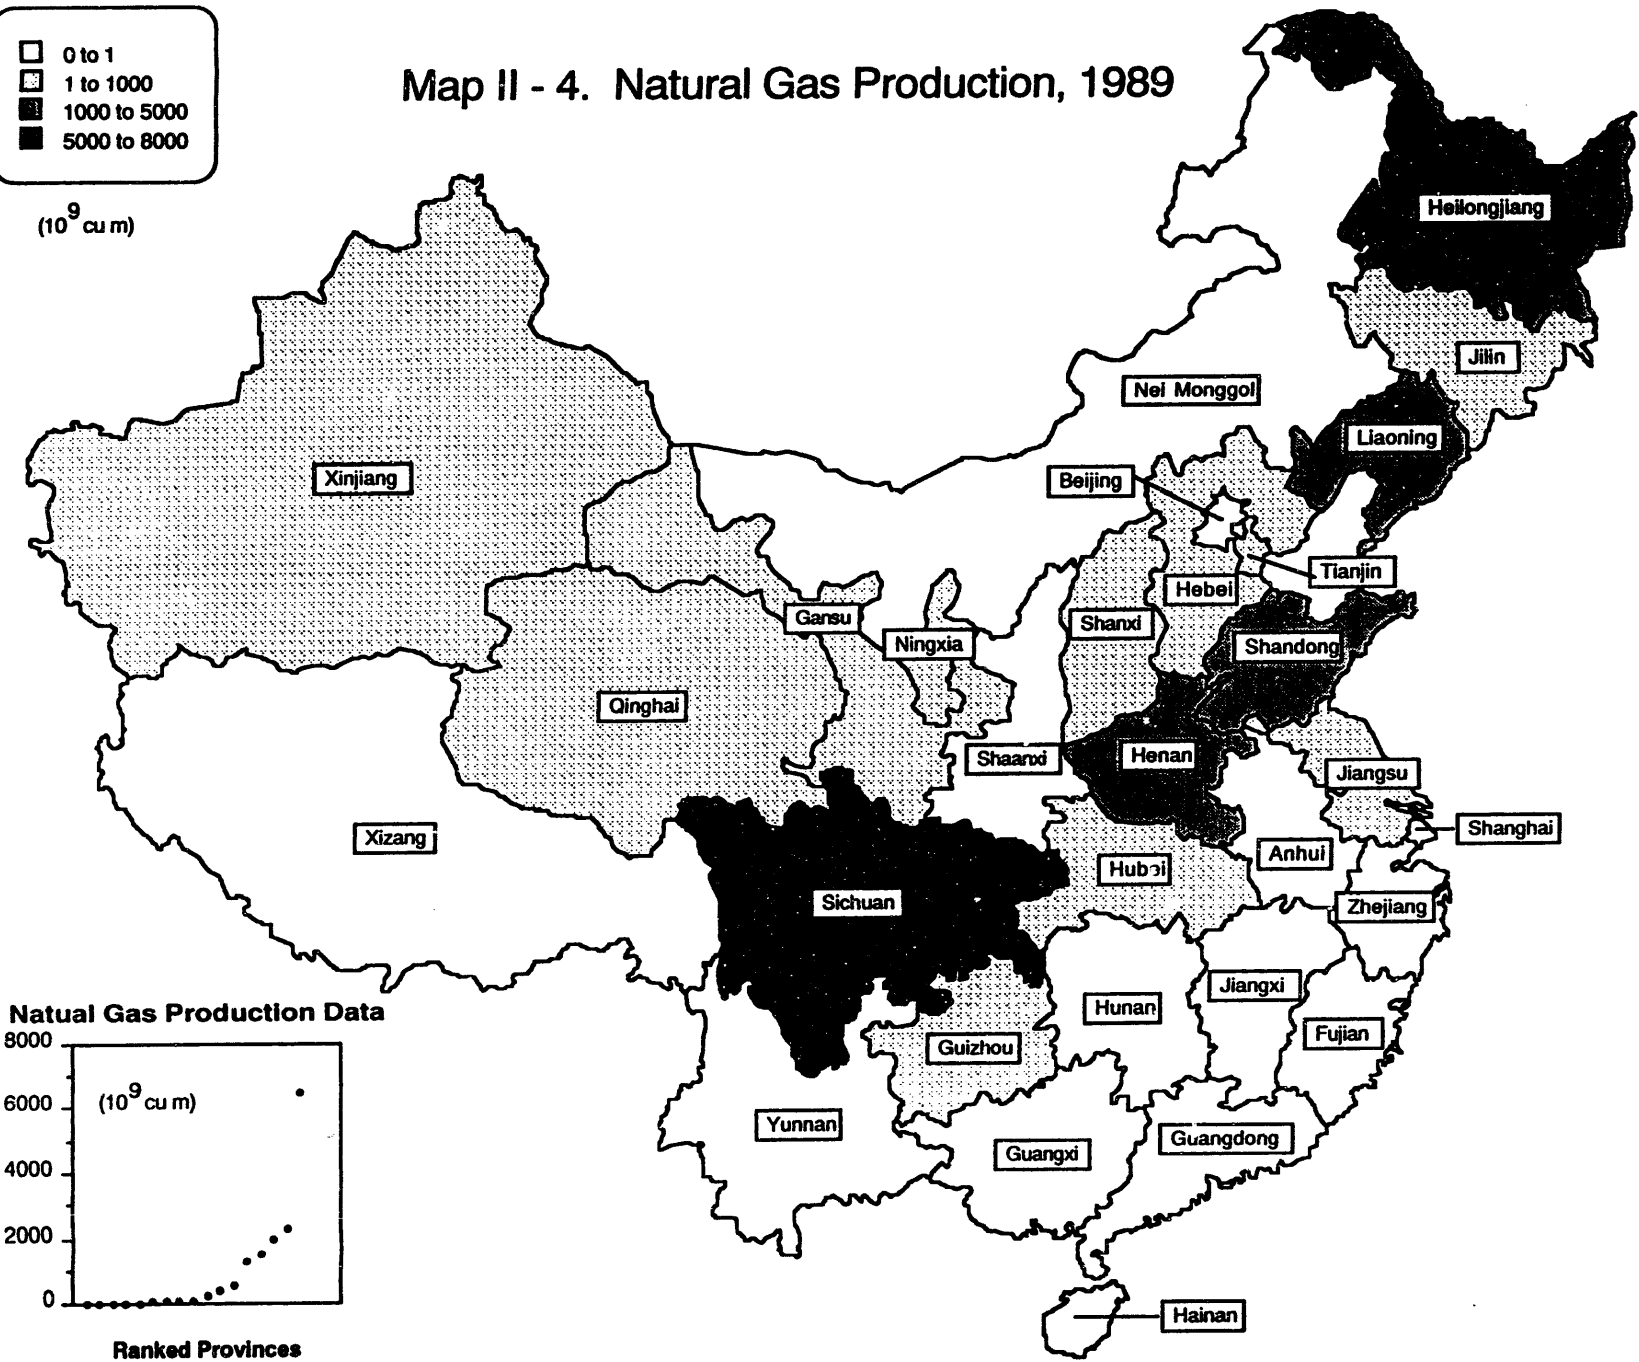 0 to 1
1 to 1000
1000 to 5000
5000 to 8000
(10⁹ cu m)
Map II - 4. Natural Gas Production, 1989
Heilongjiang
Jilin
Nei Monggol
Liaoning
Xinjiang
Beijing
Tianjin
Hebei
Gansu
Shanxi
Ningxia
Shandong
Qinghai
Shaanxi
Henan
Jiangsu
Xizang
Shanghai
Anhui
Hubei
Sichuan
Zhejiang
Jiangxi
Hunan
Fujian
Guizhou
Yunnan
Guangdong
Guangxi
Hainan
Natual Gas Production Data
8000
(10⁹ cu m)
6000
4000
2000
0
Ranked Provinces